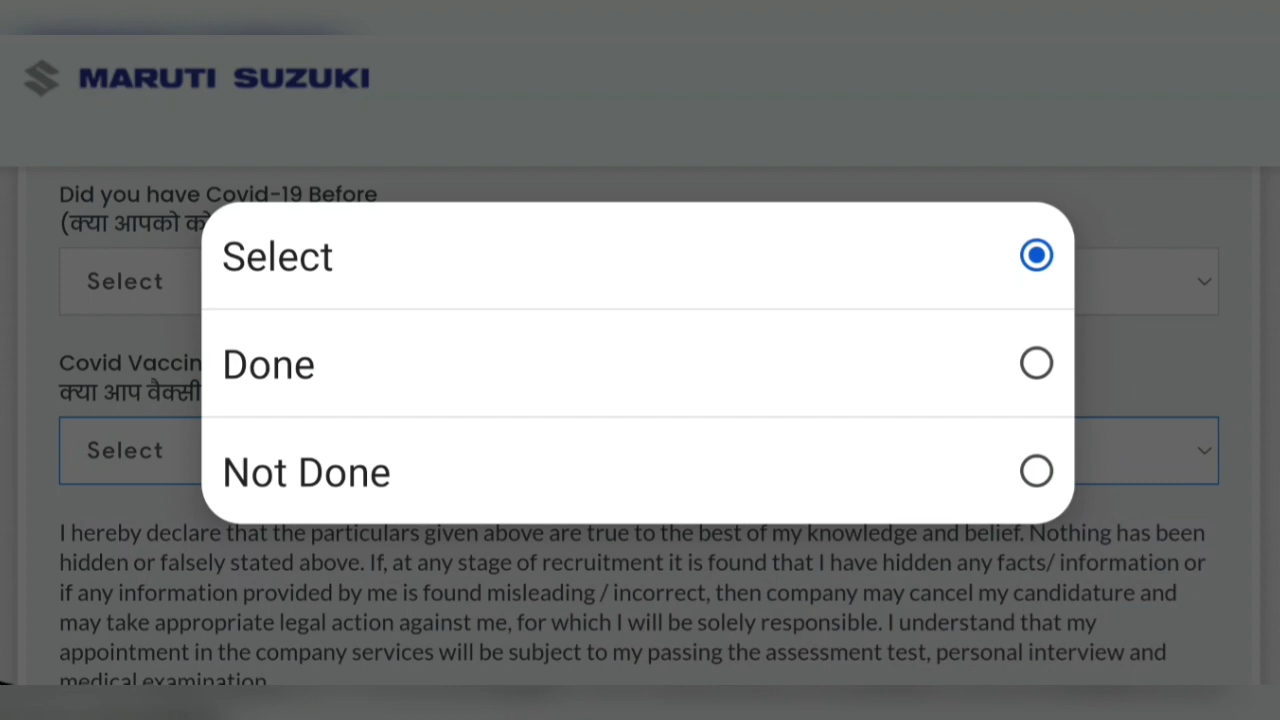 MARUTI SUZUKI
Did you have Covid-19 Before
(क्या आपको
Select
Covid
क्या आप
Select
Select
Done
Not Done
I hereby declare that the particulars given above are true to the best of my knowledge and belief. Nothing has been
hidden or falsely stated above. If, at any stage of recruitment it is found that I have hidden any facts/ information or
if any information provided by me is found misleading / incorrect, then company may cancel my candidature and
may take appropriate legal action against me, for which I will be solely responsible. I understand that my
appointment in the company services will be subject to my passing the assessment test, personal interview and
medical examination